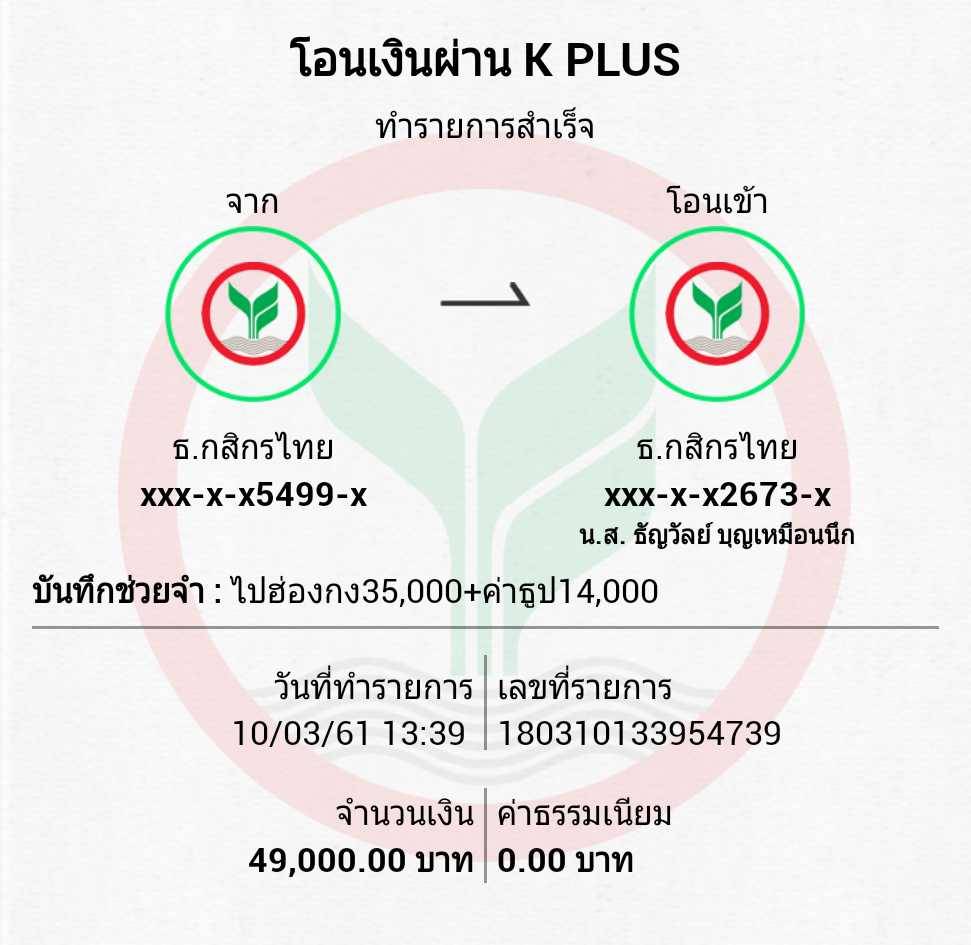 โอนเงินผ่าน K PLUS
ทำรายการสำเร็จ
จาก
โอนเข้า
ธ.กสิกรไทย
xxx-x-x5499-x
ธ.กสิกรไทย
xxx-x-x2673-x
น.ส. ธัญวัลย์ บุญเหมือนนึก
บันทึกช่วยจำ : ไปฮ่องกง35,000+ค่าธูป14,000
วันที่ทำรายการ
10/03/61 13:39
เลขที่รายการ
180310133954739
จำนวนเงิน
49,000.00 บาท
ค่าธรรมเนียม
0.00 บาท